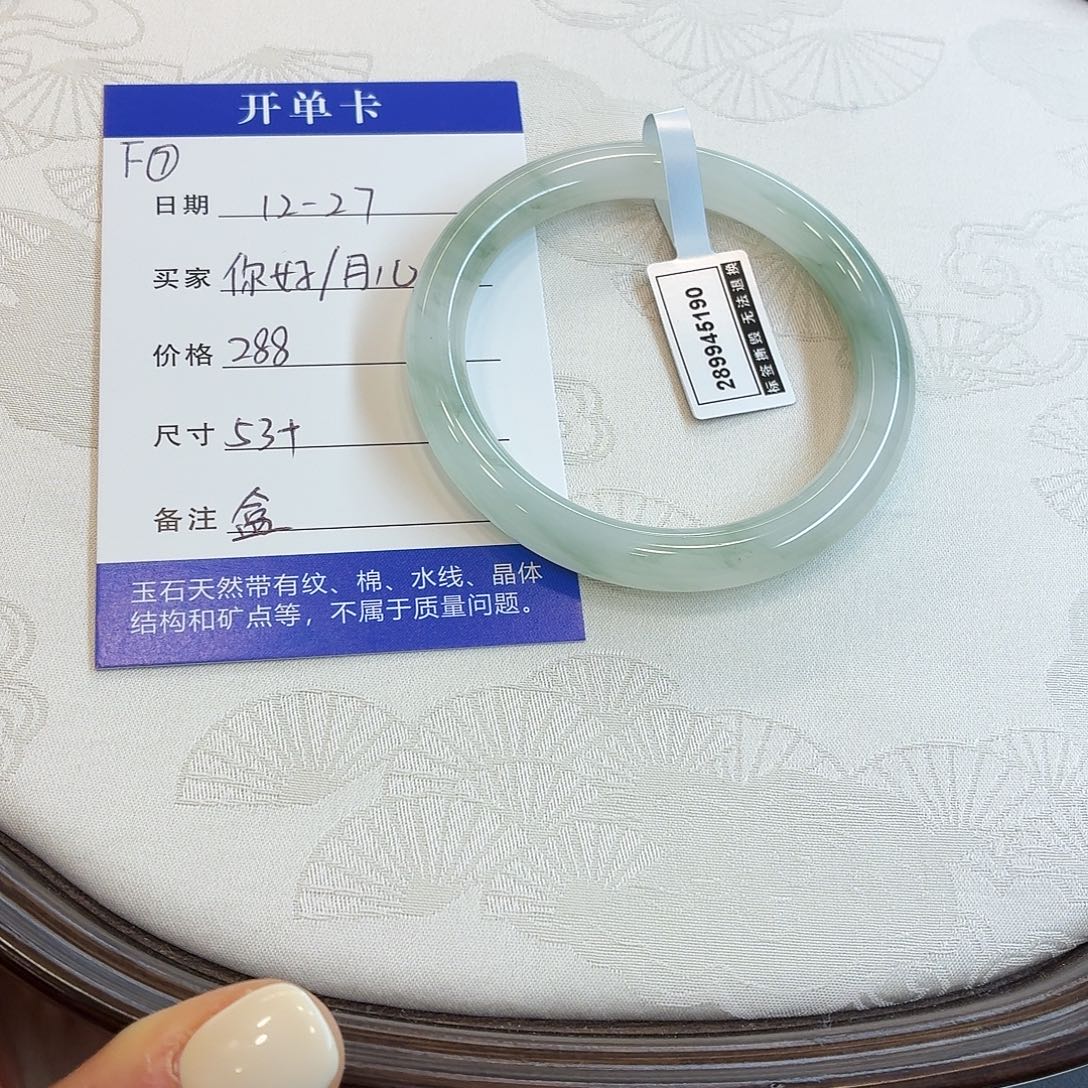 开单卡
F⑦
日期 12-27
买家 你好/月儿
价格 288
尺寸 53+
备注 盒
玉石天然带有纹、棉、水线、晶体
结构和矿点等，不属于质量问题。
289945190
标签撕毁 无法退换